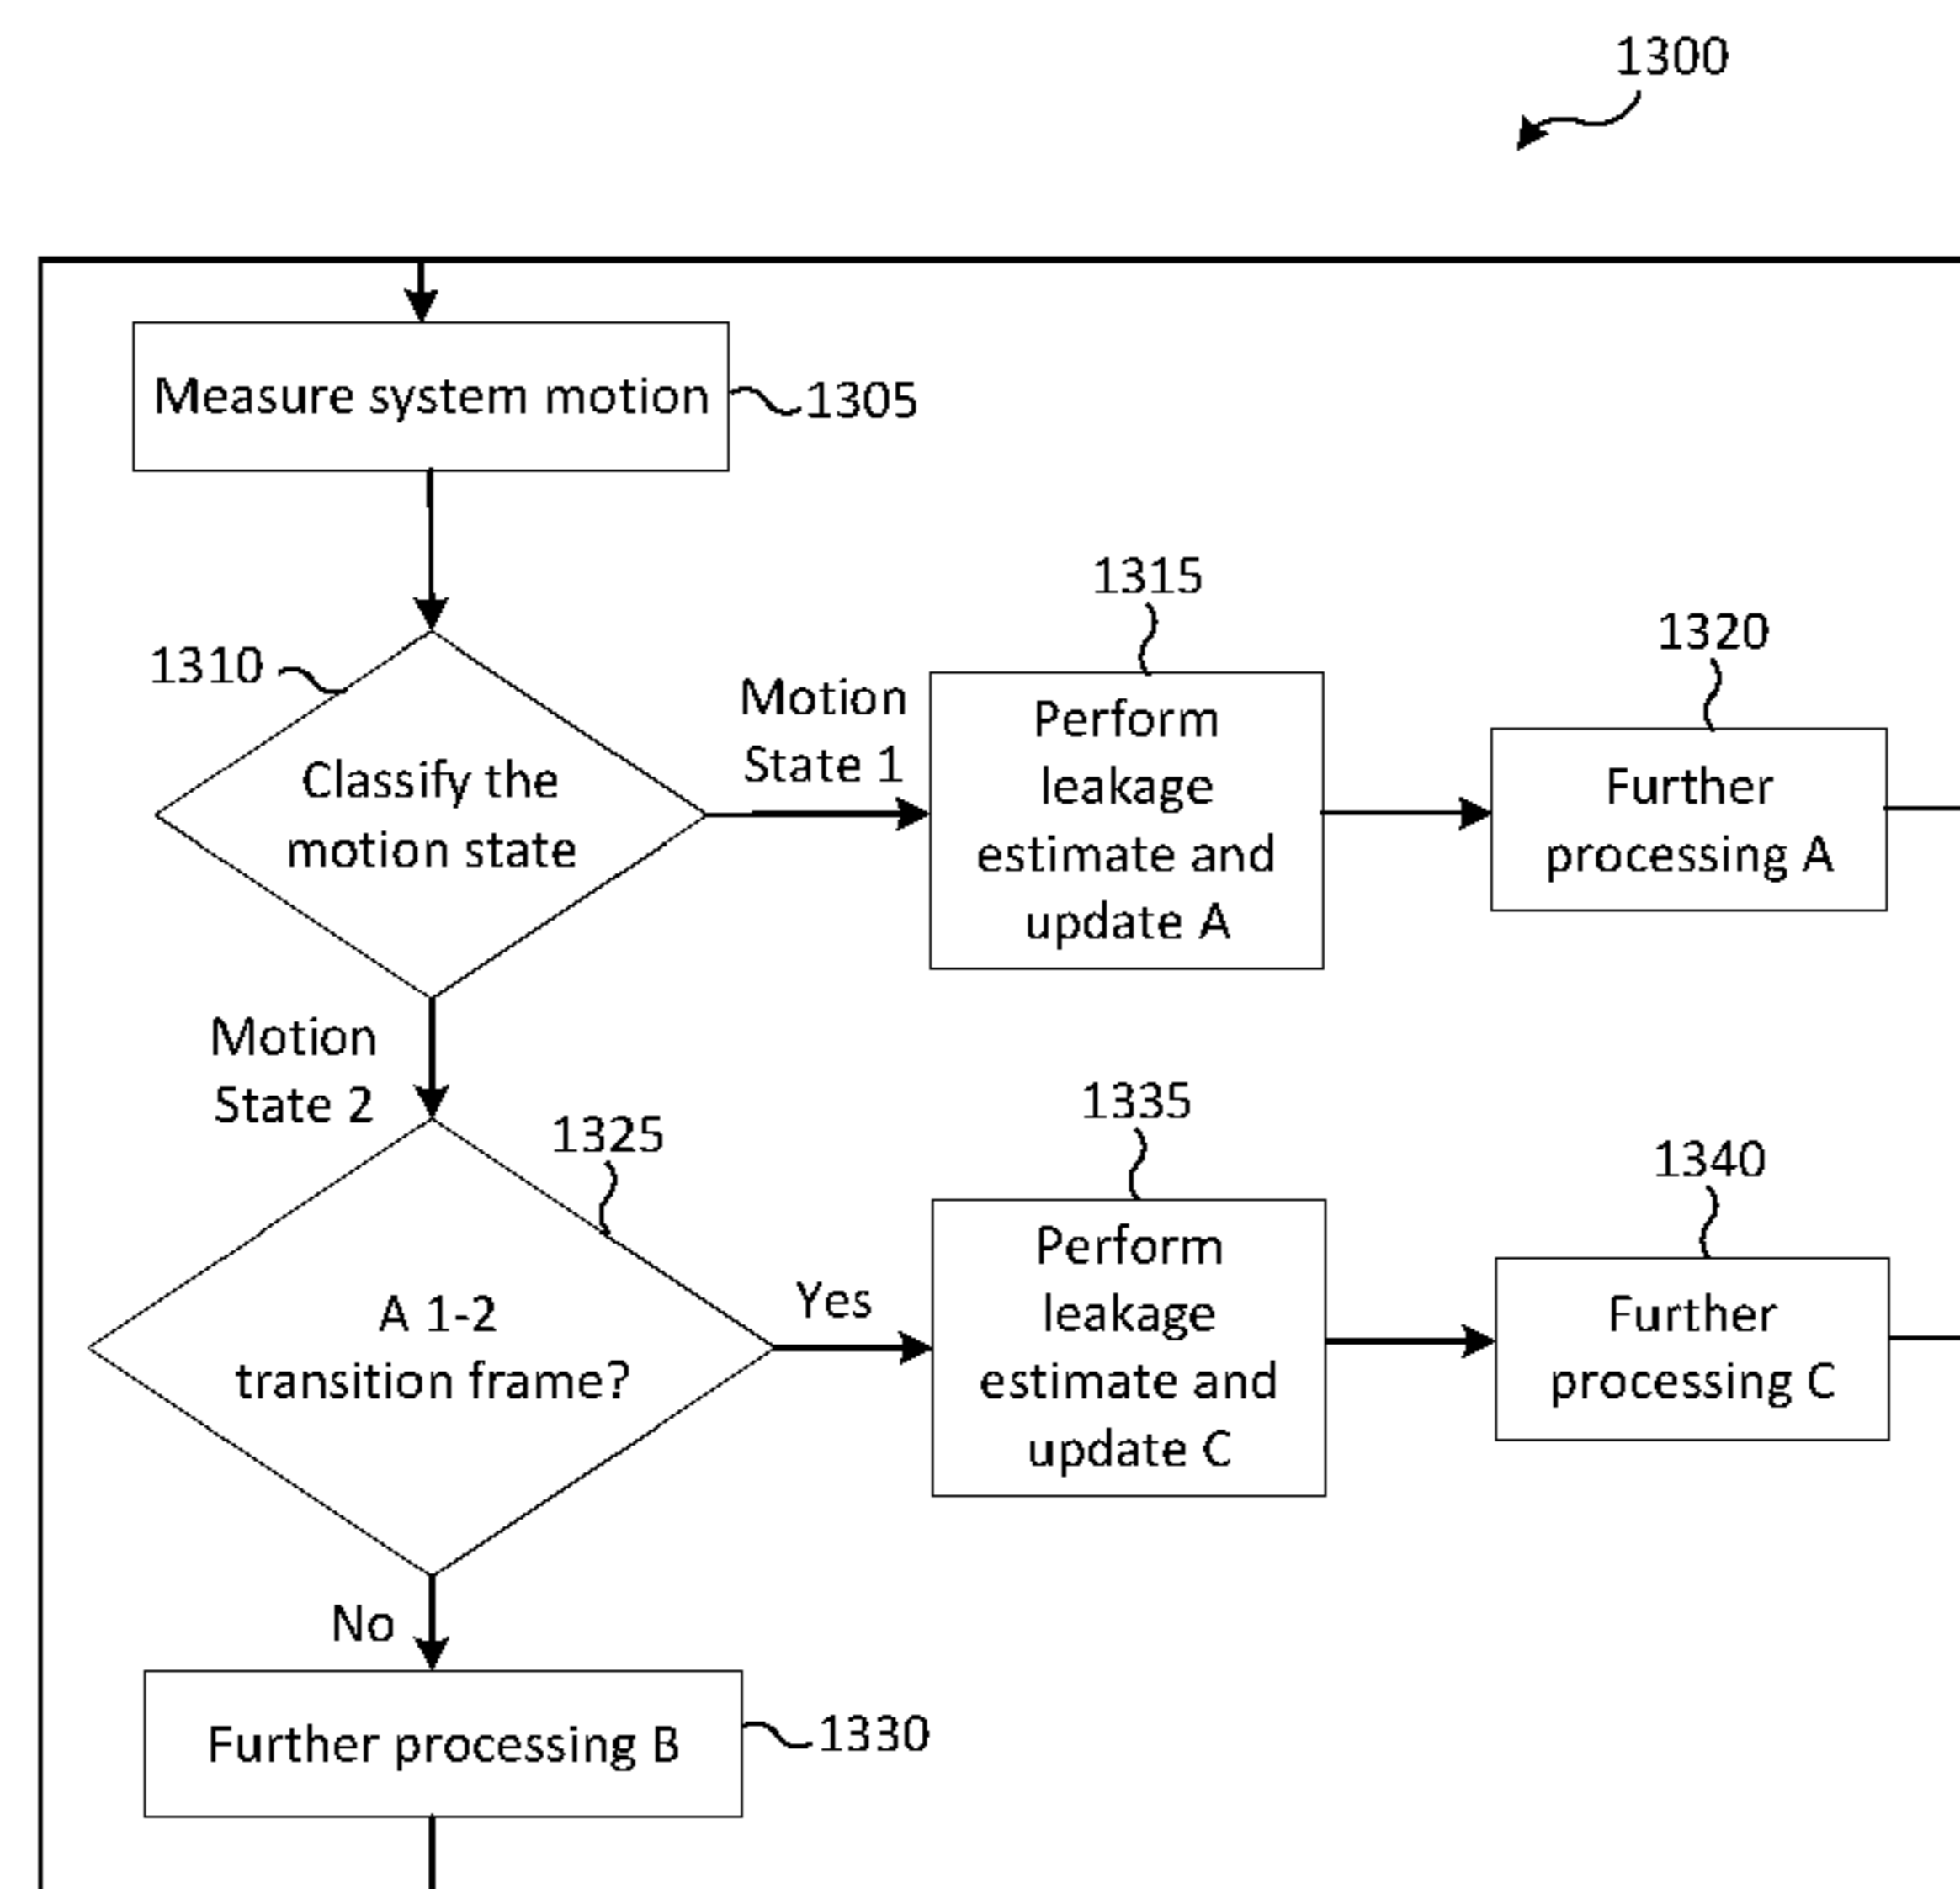 1300
Measure system motion
1305
1310
Classify the
motion state
Motion
State 1
1315
Perform
leakage
estimate and
update A
1320
Further
processing A
Motion
State 2
1325
A 1-2
transition frame?
Yes
1335
Perform
leakage
estimate and
update C
1340
Further
processing C
No
Further processing B
1330